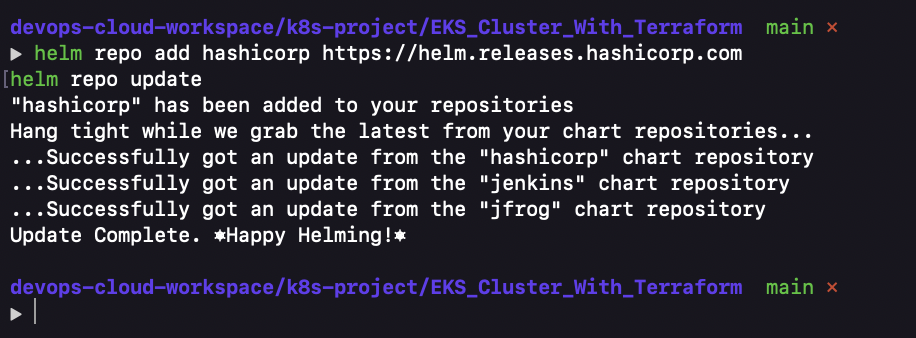 devops-cloud-workspace/k8s-project/EKS_Cluster_With_Terraform  main ×
▶ helm repo add hashicorp https://helm.releases.hashicorp.com
[helm repo update
"hashicorp" has been added to your repositories
Hang tight while we grab the latest from your chart repositories...
...Successfully got an update from the "hashicorp" chart repository
...Successfully got an update from the "jenkins" chart repository
...Successfully got an update from the "jfrog" chart repository
Update Complete. ⎈Happy Helming!⎈
devops-cloud-workspace/k8s-project/EKS_Cluster_With_Terraform  main ×
▶